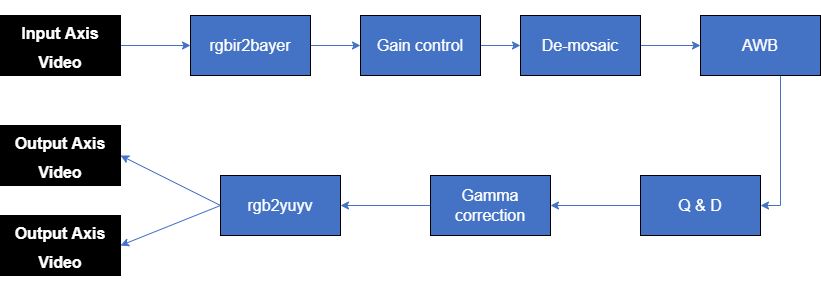 Input Axis
Video
rgbir2bayer
Gain control
De-mosaic
AWB
Output Axis
Video
rgb2yuyv
Gamma
correction
Q & D
Output Axis
Video